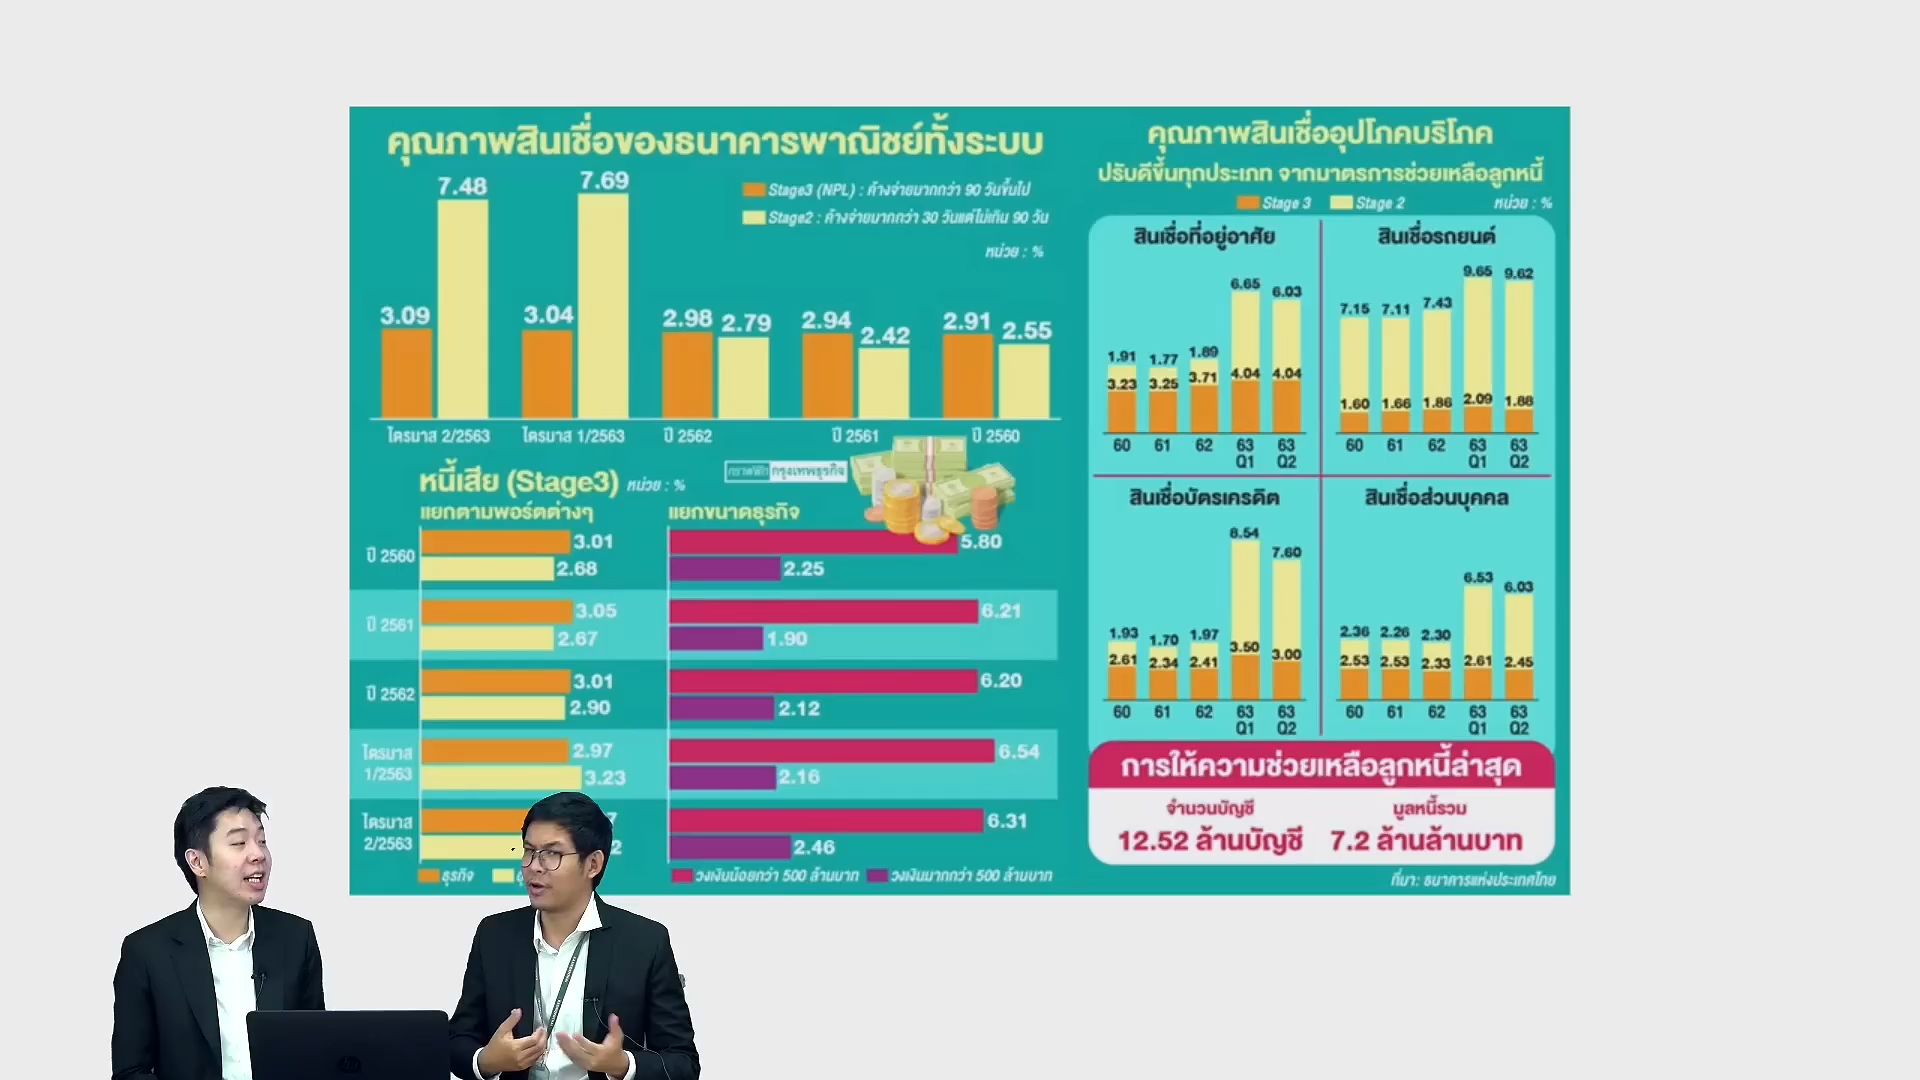 คุณภาพสินเชื่อของธนาคารพาณิชย์ทั้งระบบ
7.48
7.69
Stage3 (NPL) : ค้างจ่ายมากกว่า 90 วันขึ้นไป
Stage2 : ค้างจ่ายมากกว่า 30 วันแต่ไม่เกิน 90 วัน
หน่วย : %
3.09
3.04
2.98
2.79
2.94
2.42
2.91
2.55
ไตรมาส 2/2563
ไตรมาส 1/2563
ปี 2562
ปี 2561
ปี 2560
กราฟฟิก กรุงเทพธุรกิจ
หนี้เสีย (Stage3) หน่วย : %
แยกตามพอร์ตต่างๆ
แยกขนาดธุรกิจ
ปี 2560
3.01
2.68
5.80
2.25
ปี 2561
3.05
2.67
6.21
1.90
ปี 2562
3.01
2.90
6.20
2.12
ไตรมาส
1/2563
2.97
3.23
6.54
2.16
ไตรมาส
2/2563
6.31
2.46
ธุรกิจ
วงเงินน้อยกว่า 500 ล้านบาท
วงเงินมากกว่า 500 ล้านบาท
คุณภาพสินเชื่ออุปโภคบริโภค
ปรับดีขึ้นทุกประเภท จากมาตรการช่วยเหลือลูกหนี้
Stage 3
Stage 2
หน่วย : %
สินเชื่อที่อยู่อาศัย
6.65
6.03
1.91
1.77
1.89
3.23
3.25
3.71
4.04
4.04
60
61
62
63
Q1
63
Q2
สินเชื่อรถยนต์
9.65
9.62
7.15
7.11
7.43
1.60
1.66
1.86
2.09
1.88
60
61
62
63
Q1
63
Q2
สินเชื่อบัตรเครดิต
8.54
7.60
1.93
1.70
1.97
2.61
2.34
2.41
3.50
3.00
60
61
62
63
Q1
63
Q2
สินเชื่อส่วนบุคคล
6.53
6.03
2.36
2.26
2.30
2.53
2.53
2.33
2.61
2.45
60
61
62
63
Q1
63
Q2
การให้ความช่วยเหลือลูกหนี้ล่าสุด
จำนวนบัญชี
12.52 ล้านบัญชี
มูลหนี้รวม
7.2 ล้านล้านบาท
ที่มา: ธนาคารแห่งประเทศไทย